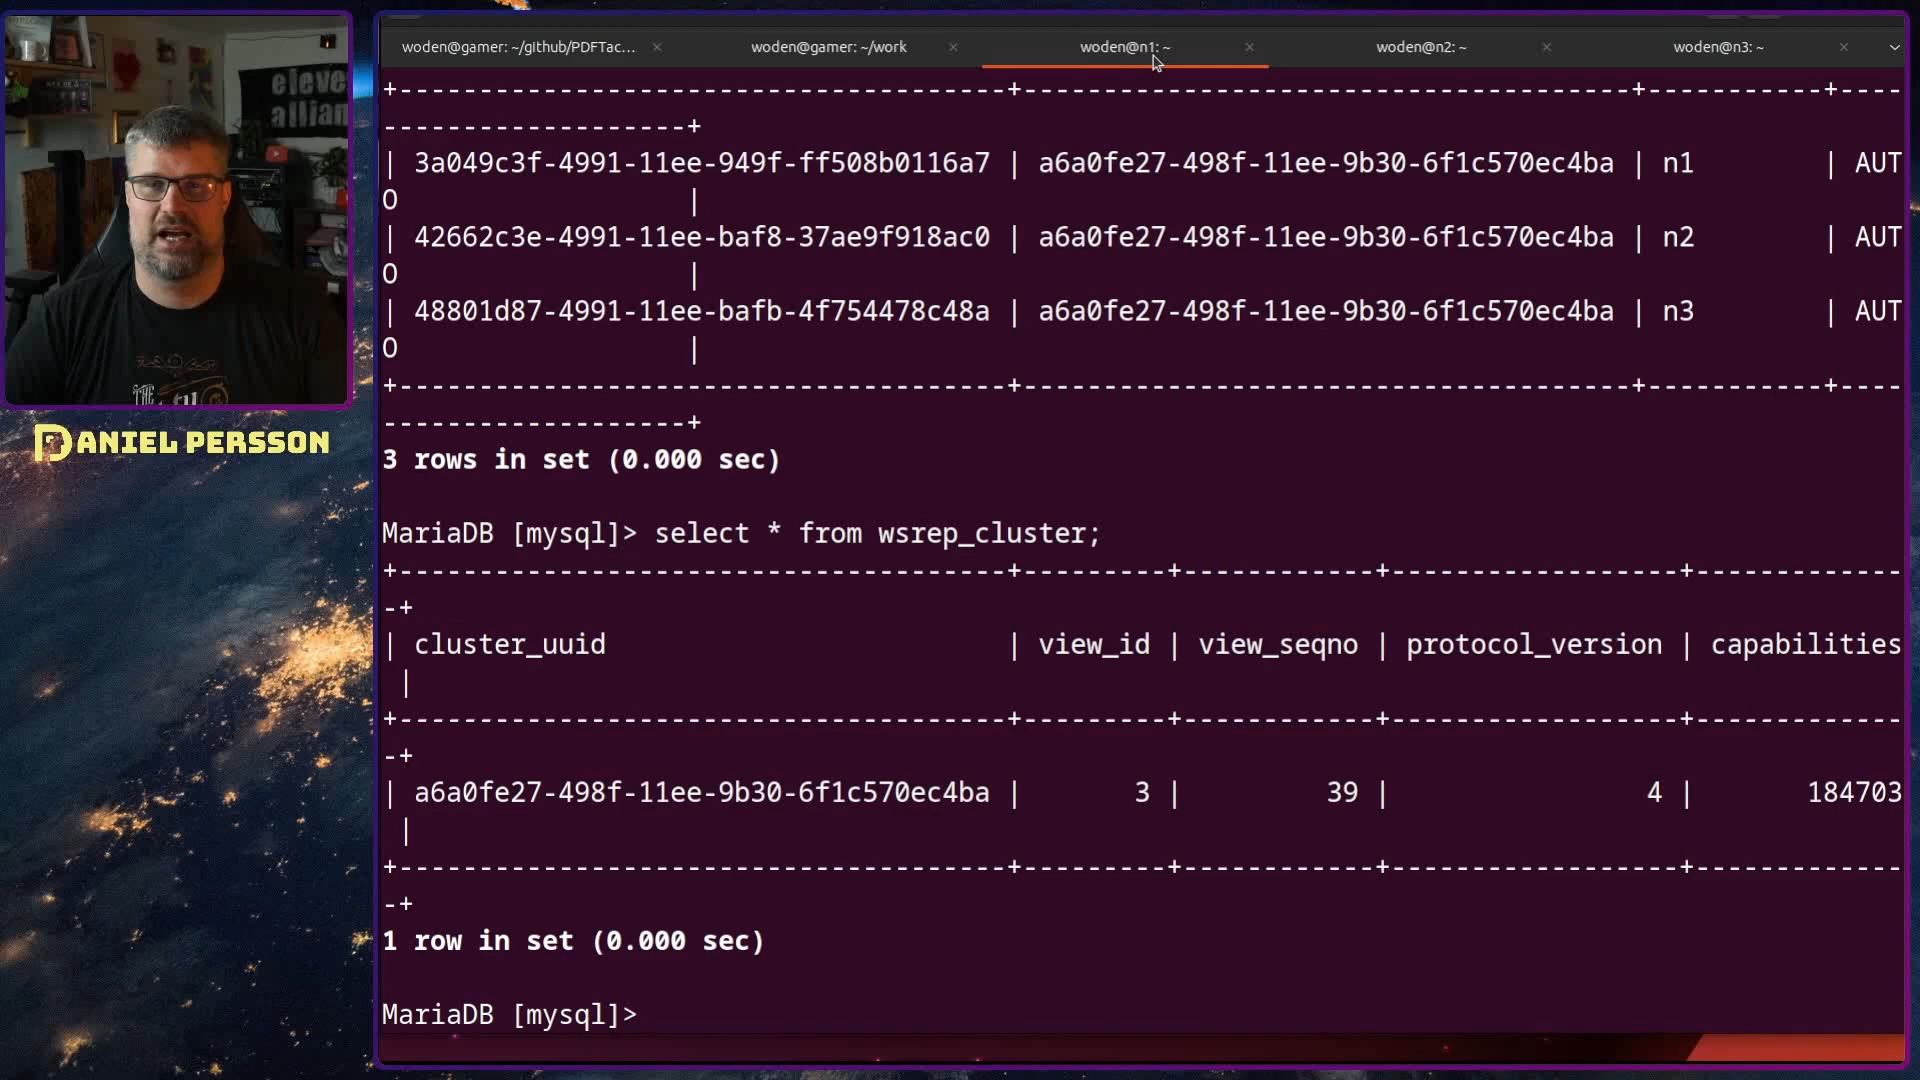 woden@gamer: ~/github/PDFTac... × woden@gamer: ~/work × woden@n1: ~ × woden@n2: ~ × woden@n3: ~ ×
+-------------------------------------+--------------------------------------+-----------+----
-------------------+
| 3a049c3f-4991-11ee-949f-ff508b0116a7 | a6a0fe27-498f-11ee-9b30-6f1c570ec4ba | n1 | AUT
O |
| 42662c3e-4991-11ee-baf8-37ae9f918ac0 | a6a0fe27-498f-11ee-9b30-6f1c570ec4ba | n2 | AUT
O |
| 48801d87-4991-11ee-bafb-4f754478c48a | a6a0fe27-498f-11ee-9b30-6f1c570ec4ba | n3 | AUT
O |
+--------------------------------------+--------------------------------------+-----------+----
-------------------+
3 rows in set (0.000 sec)
MariaDB [mysql]> select * from wsrep_cluster;
+--------------------------------------+---------+------------+------------------+-------------
-+
| cluster_uuid | view_id | view_seqno | protocol_version | capabilities
|
+--------------------------------------+---------+------------+------------------+-------------
-+
| a6a0fe27-498f-11ee-9b30-6f1c570ec4ba | 3 | 39 | 4 | 184703
|
+--------------------------------------+---------+------------+------------------+-------------
-+
1 row in set (0.000 sec)
MariaDB [mysql]>
eleve
allian
THE
DANIEL PERSSON